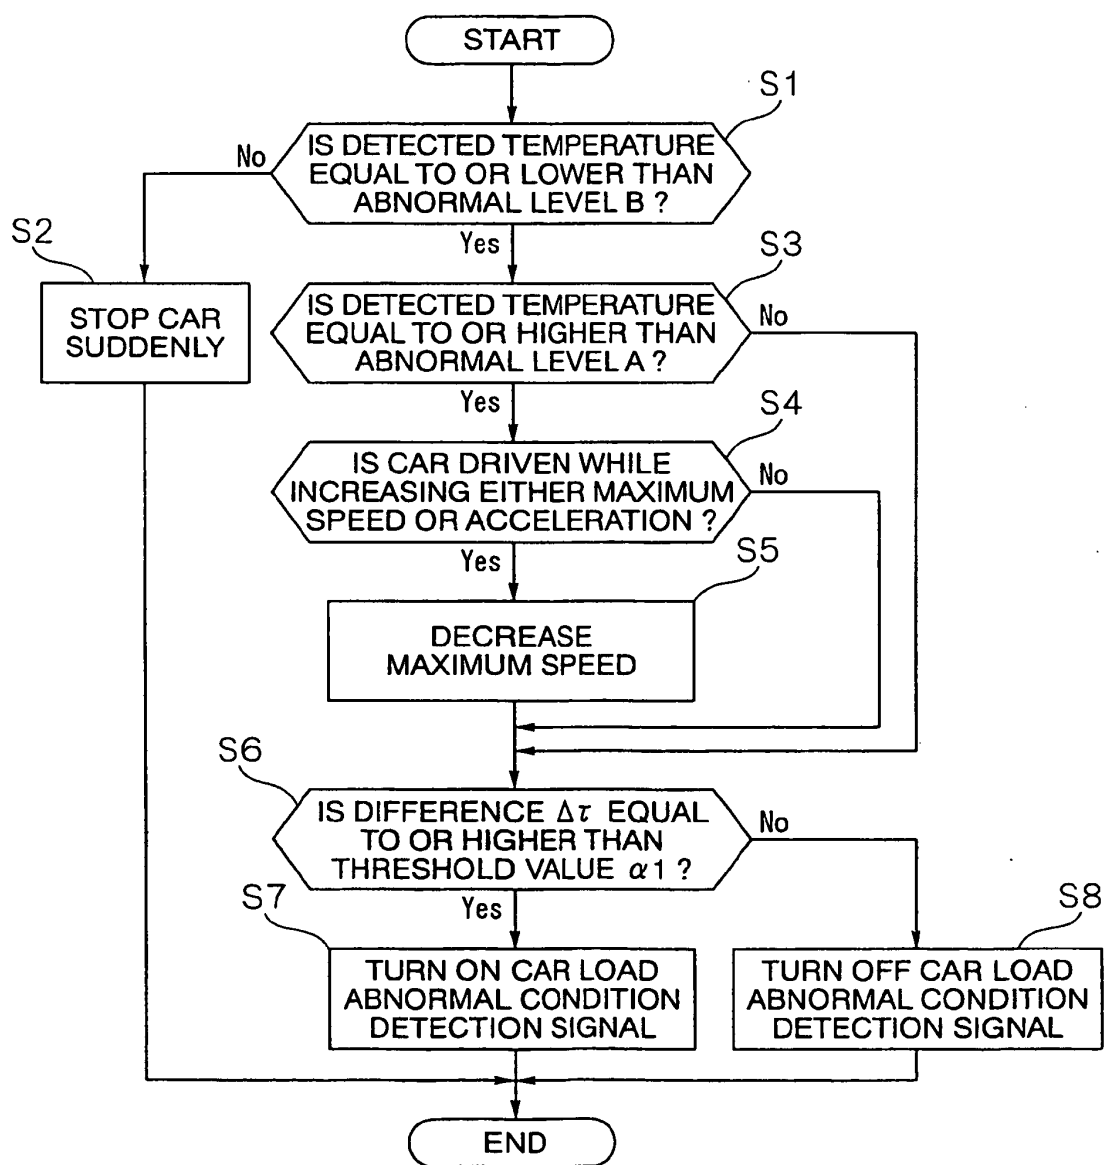 START
S1
IS DETECTED TEMPERATURE
EQUAL TO OR LOWER THAN
ABNORMAL LEVEL B ?
No
Yes
S2
STOP CAR
SUDDENLY
S3
IS DETECTED TEMPERATURE
EQUAL TO OR HIGHER THAN
ABNORMAL LEVEL A ?
No
Yes
S4
IS CAR DRIVEN WHILE
INCREASING EITHER MAXIMUM
SPEED OR ACCELERATION ?
No
Yes
S5
DECREASE
MAXIMUM SPEED
S6
IS DIFFERENCE Δτ EQUAL
TO OR HIGHER THAN
THRESHOLD VALUE α1 ?
No
Yes
S7
TURN ON CAR LOAD
ABNORMAL CONDITION
DETECTION SIGNAL
S8
TURN OFF CAR LOAD
ABNORMAL CONDITION
DETECTION SIGNAL
END